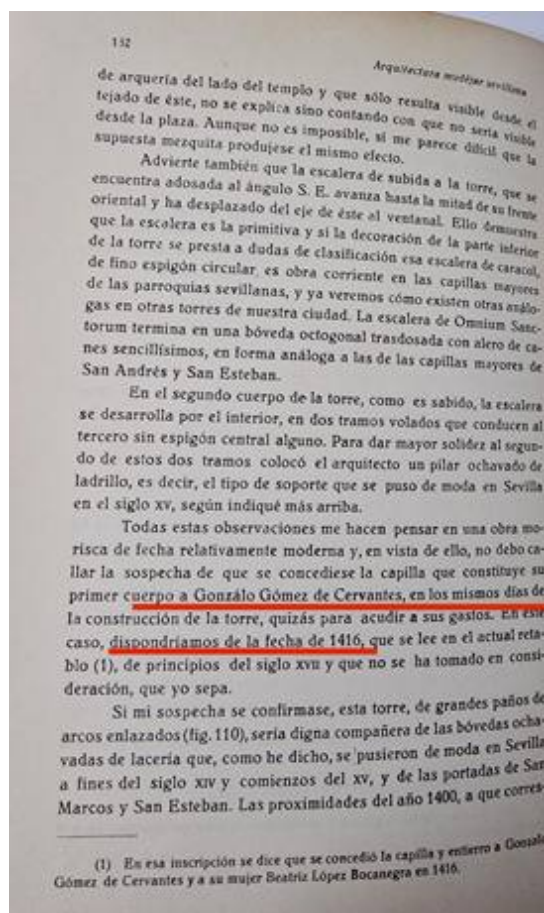 132
Arquitectura mudéjar sevillana
de arquería del lado del templo y que sólo resulta visible desde el
tejado de éste, no se explica sino contando con que no sería visible
desde la plaza. Aunque no es imposible, sí me parece difícil que la
supuesta mezquita produjese el mismo efecto.
Advierte también que la escalera de subida a la torre, que se
encuentra adosada al ángulo S. E. avanza hasta la mitad de su frente
oriental y ha desplazado del eje de éste al ventanal. Ello demuestra
que la escalera es la primitiva y si la decoración de la parte inferior
de la torre se presta a dudas de clasificación esa escalera de caracol,
de fino espigón circular, es obra corriente en las capillas mayores
de las parroquias sevillanas, y ya veremos cómo existen otras análo-
gas en otras torres de nuestra ciudad. La escalera de Omnium Sanc-
torum termina en una bóveda octogonal trasdosada con alero de ca-
nes sencillísimos, en forma análoga a las de las capillas mayores de
San Andrés y San Esteban.
En el segundo cuerpo de la torre, como es sabido, la escalera
se desarrolla por el interior, en dos tramos volados que conducen al
tercero sin espigón central alguno. Para dar mayor solidez al segun-
do de estos dos tramos colocó el arquitecto un pilar ochavado de
ladrillo, es decir, el tipo de soporte que se puso de moda en Sevilla
en el siglo XV, según indiqué más arriba.
Todas estas observaciones me hacen pensar en una obra mo-
risca de fecha relativamente moderna y, en vista de ello, no debo ca-
llar la sospecha de que se concediese la capilla que constituye su
primer cuerpo a Gonzálo Gómez de Cervantes, en los mismos días de
la construcción de la torre, quizás para acudir a sus gastos. En este
caso, dispondríamos de la fecha de 1416, que se lee en el actual reta-
blo (1), de principios del siglo XVII y que no se ha tomado en consi-
deración, que yo sepa.
Si mi sospecha se confirmase, esta torre, de grandes paños de
arcos enlazados (fig. 110), sería digna compañera de las bóvedas ocha-
vadas de lacería que, como he dicho, se pusieron de moda en Sevilla
a fines del siglo XIV y comienzos del XV, y de las portadas de San
Marcos y San Esteban. Las proximidades del año 1400, a que corres-
(1) En esa inscripción se dice que se concedió la capilla y entierro a Gonzalo
Gómez de Cervantes y a su mujer Beatriz López Bocanegra en 1416.